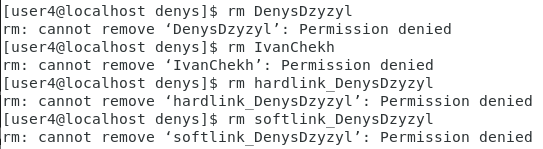 [user4@localhost denys]$ rm DenysDzyzyl
rm: cannot remove ‘DenysDzyzyl’: Permission denied
[user4@localhost denys]$ rm IvanChekh
rm: cannot remove ‘IvanChekh’: Permission denied
[user4@localhost denys]$ rm hardlink_DenysDzyzyl
rm: cannot remove ‘hardlink_DenysDzyzyl’: Permission denied
[user4@localhost denys]$ rm softlink_DenysDzyzyl
rm: cannot remove ‘softlink_DenysDzyzyl’: Permission denied